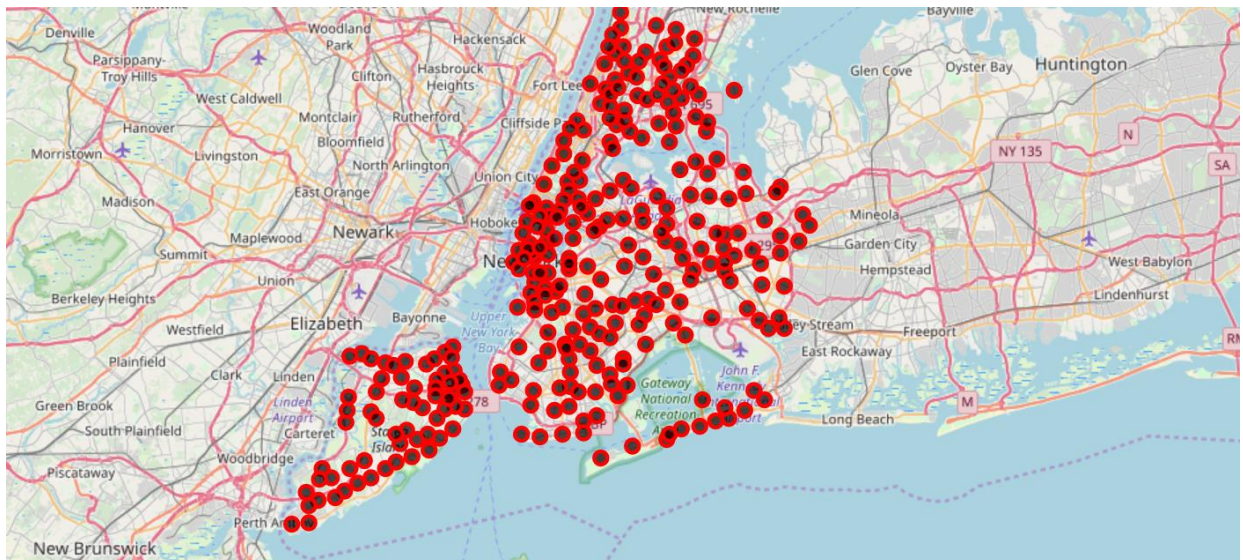 Denville
Woodland
Park
Hackensack
New Rochelle
Bayville
Parsippany-
Troy Hills
Clifton
Hasbrouck
Heights
Fort Lee
Glen Cove
Oyster Bay
Huntington
West Caldwell
695
Hanover
Montclair
Rutherford
Cliffside
Bloomfield
N
Morristown
Livingston
North Arlington
NY 135
SA
Union City
Madison
East Orange
Mineola
Newark
Maplewood
Garden City
Summit
Hempstead
West Babylon
Union
Berkeley Heights
Lindenhurst
Elizabeth
Bayonne
Upper
New York
Bay
Westfield
Freeport
East Rockaway
Plainfield
Clark
Linden
John F.
Gateway
National
Recreation
Linden
Airport
Green Brook
278
M
Long Beach
South Plainfield
Carteret
Island
Woodbridge
Piscataway
Perth
New Brunswick